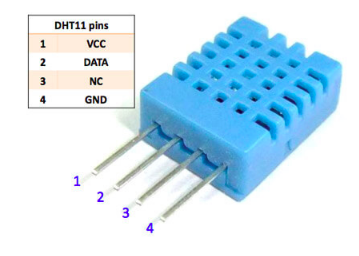 DHT11 pins
1 VCC
2 DATA
3 NC
4 GND
1
2
3
4